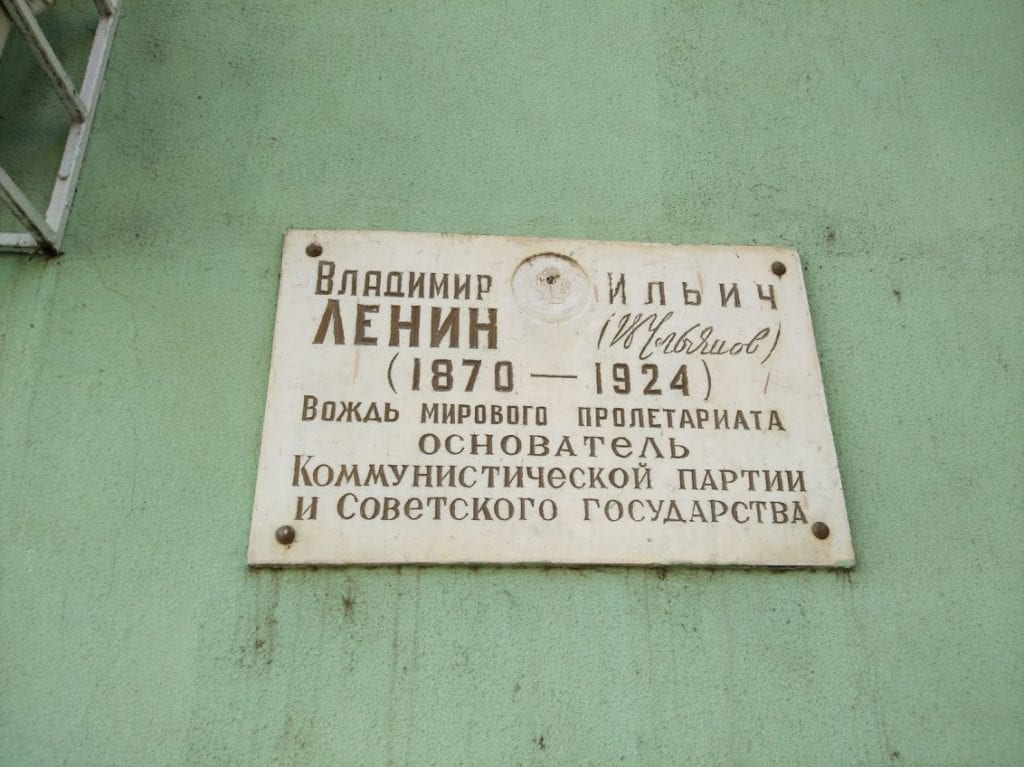 Владимир Ильич
Ленин (В Ульянов)
(1870 — 1924)
Вождь мирового пролетариата
основатель
Коммунистической партии
и Советского государства